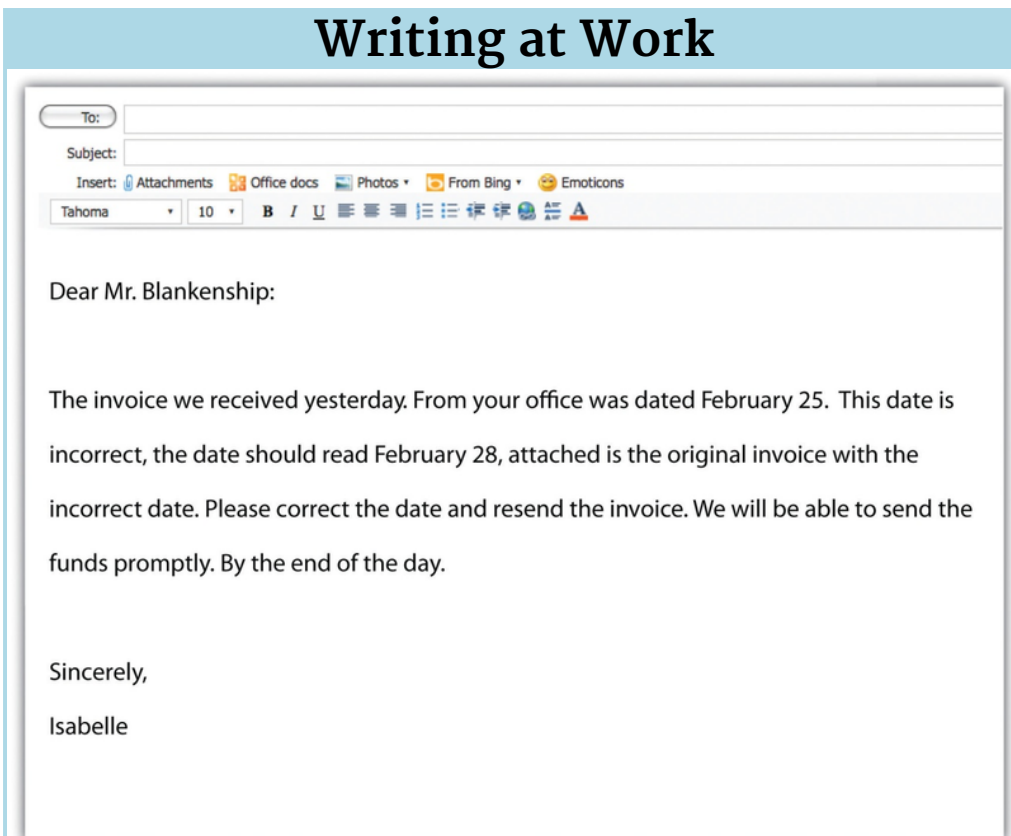 Writing at Work
To:
Subject:
Insert: Attachments Office docs Photos From Bing Emoticons
Tahoma 10 B I U A
Dear Mr. Blankenship:
The invoice we received yesterday. From your office was dated February 25. This date is
incorrect, the date should read February 28, attached is the original invoice with the
incorrect date. Please correct the date and resend the invoice. We will be able to send the
funds promptly. By the end of the day.
Sincerely,
Isabelle